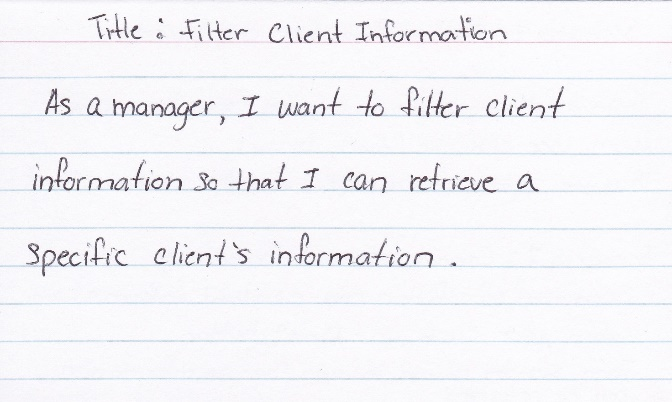 Title : Filter Client Information
As a manager, I want to filter client
information so that I can retrieve a
specific client's information .